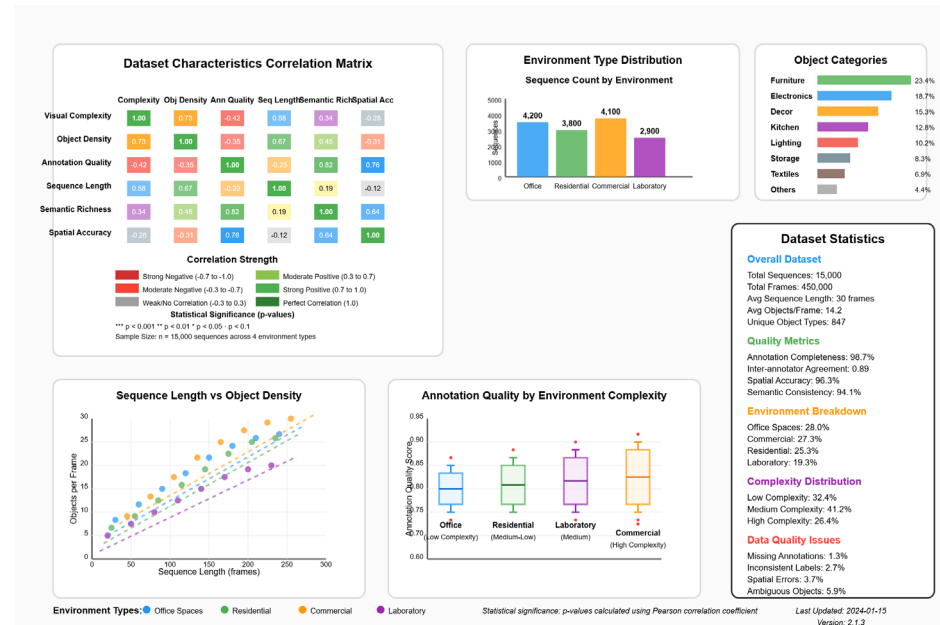 Dataset Characteristics Correlation Matrix
Complexity Obj Density Ann Quality Seq Length Semantic Rich Spatial Acc
Visual Complexity 1.00 0.73 -0.42 0.58 0.34 -0.28
Object Density 0.73 1.00 -0.35 0.67 0.45 -0.31
Annotation Quality -0.42 -0.35 1.00 -0.23 0.82 0.76
Sequence Length 0.58 0.67 -0.23 1.00 0.19 -0.12
Semantic Richness 0.34 0.45 0.82 0.19 1.00 0.64
Spatial Accuracy -0.28 -0.31 0.76 -0.12 0.64 1.00
Correlation Strength
Strong Negative (-0.7 to -1.0) Moderate Positive (0.3 to 0.7)
Moderate Negative (-0.3 to -0.7) Strong Positive (0.7 to 1.0)
Weak/No Correlation (-0.3 to 0.3) Perfect Correlation (1.0)
Statistical Significance (p-values)
*** p < 0.001 ** p < 0.01 * p < 0.05 · p < 0.1
Sample Size: n = 15,000 sequences across 4 environment types
Environment Type Distribution
Sequence Count by Environment
5000
4000
3000
2000
1000
0
4,200 3,800 4,100 2,900
Office Residential Commercial Laboratory
Object Categories
Furniture 23.4%
Electronics 18.7%
Decor 15.3%
Kitchen 12.8%
Lighting 10.2%
Storage 8.3%
Textiles 6.9%
Others 4.4%
Dataset Statistics
Overall Dataset
Total Sequences: 15,000
Total Frames: 450,000
Avg Sequence Length: 30 frames
Avg Objects/Frame: 14.2
Unique Object Types: 847
Quality Metrics
Annotation Completeness: 98.7%
Inter-annotator Agreement: 0.89
Spatial Accuracy: 96.3%
Semantic Consistency: 94.1%
Environment Breakdown
Office Spaces: 28.0%
Commercial: 27.3%
Residential: 25.3%
Laboratory: 19.3%
Complexity Distribution
Low Complexity: 32.4%
Medium Complexity: 41.2%
High Complexity: 26.4%
Data Quality Issues
Missing Annotations: 1.3%
Inconsistent Labels: 2.7%
Spatial Errors: 3.7%
Ambiguous Objects: 5.9%
Sequence Length vs Object Density
Objects per Frame
30
25
20
15
10
5
0
0 50 100 150 200 250 300
Sequence Length (frames)
Annotation Quality by Environment Complexity
Annotation Quality Score
0.95
0.85
0.80
0.70
0.60
Office
(Low Complexity)
Residential
(Medium-Low)
Laboratory
(Medium)
Commercial
(High Complexity)
Environment Types: Office Spaces Residential Commercial Laboratory
Statistical significance: p-values calculated using Pearson correlation coefficient
Last Updated: 2024-01-15
Version: 2.1.3